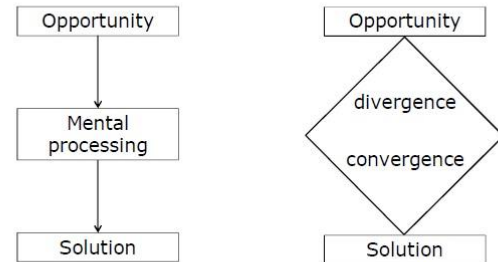 Opportunity
Mental
processing
Solution
Opportunity
divergence
convergence
Solution